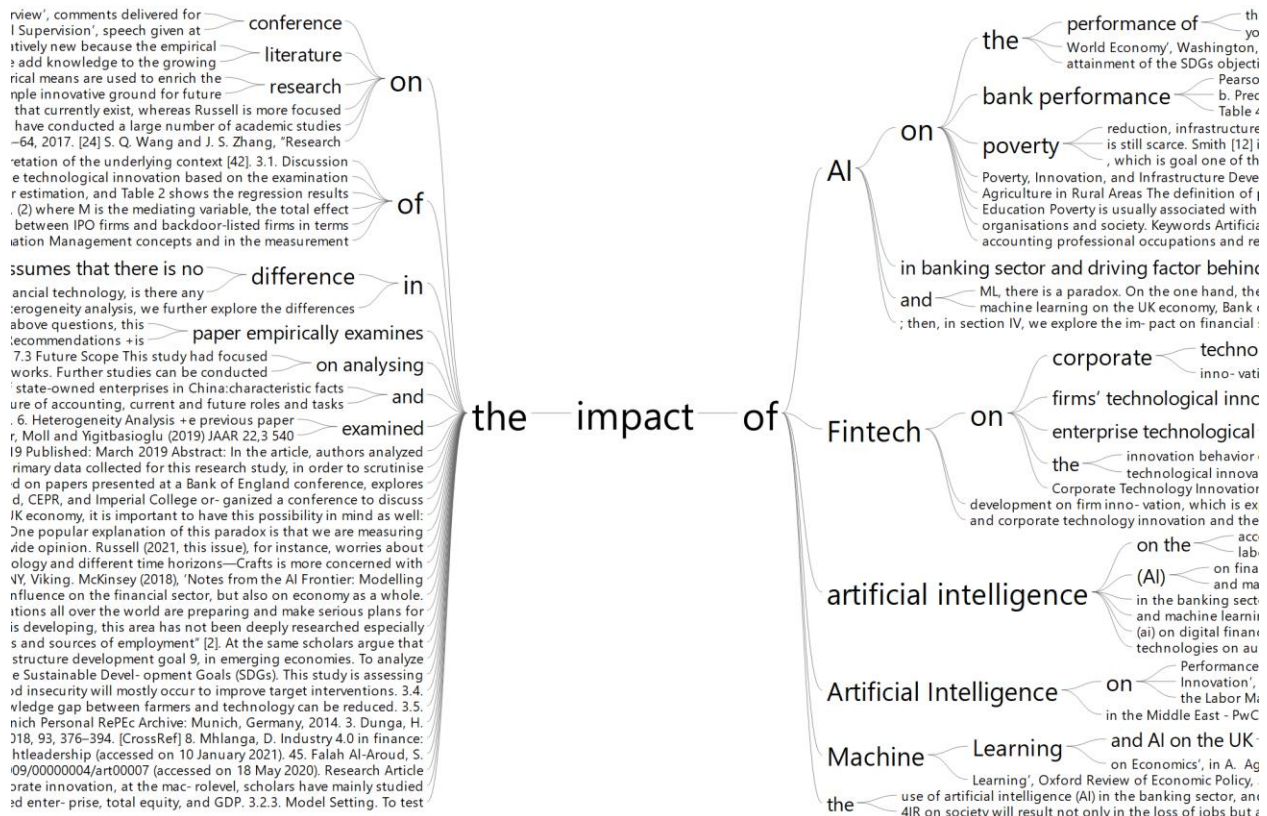 rview', comments delivered for
l Supervision', speech given at
conference
atively new because the empirical
e add knowledge to the growing
literature
rical means are used to enrich the
mple innovative ground for future
research
that currently exist, whereas Russell is more focused
have conducted a large number of academic studies
–64, 2017. [24] S. Q. Wang and J. S. Zhang, "Research
on
retation of the underlying context [42]. 3.1. Discussion
e technological innovation based on the examination
r estimation, and Table 2 shows the regression results
. (2) where M is the mediating variable, the total effect
between IPO firms and backdoor-listed firms in terms
ation Management concepts and in the measurement
of
ssumes that there is no
ancial technology, is there any
difference
terogeneity analysis, we further explore the differences
in
above questions, this
Recommendations +is
paper empirically examines
7.3 Future Scope This study had focused
works. Further studies can be conducted
on analysing
f state-owned enterprises in China:characteristic facts
ure of accounting, current and future roles and tasks
and
. 6. Heterogeneity Analysis +e previous paper
r, Moll and Yigitbasioglu (2019) JAAR 22,3 540
examined
19 Published: March 2019 Abstract: In the article, authors analyzed
rimary data collected for this research study, in order to scrutinise
ed on papers presented at a Bank of England conference, explores
d, CEPR, and Imperial College or- ganized a conference to discuss
UK economy, it is important to have this possibility in mind as well:
One popular explanation of this paradox is that we are measuring
vide opinion. Russell (2021, this issue), for instance, worries about
ology and different time horizons—Crafts is more concerned with
NY, Viking. McKinsey (2018), 'Notes from the AI Frontier: Modelling
nfluence on the financial sector, but also on economy as a whole.
ations all over the world are preparing and make serious plans for
is developing, this area has not been deeply researched especially
s and sources of employment" [2]. At the same scholars argue that
structure development goal 9, in emerging economies. To analyze
e Sustainable Devel- opment Goals (SDGs). This study is assessing
od insecurity will mostly occur to improve target interventions. 3.4.
wledge gap between farmers and technology can be reduced. 3.5.
nich Personal RePEc Archive: Munich, Germany, 2014. 3. Dunga, H.
018, 93, 376–394. [CrossRef] 8. Mhlanga, D. Industry 4.0 in finance:
htleadership (accessed on 10 January 2021). 45. Falah Al-Aroud, S.
009/00000004/art00007 (accessed on 18 May 2020). Research Article
orate innovation, at the mac- rolevel, scholars have mainly studied
ed enter- prise, total equity, and GDP. 3.2.3. Model Setting. To test
the impact of
AI
on
the
performance of
th
yo
World Economy', Washington,
attainment of the SDGs objecti
bank performance
Pearso
b. Pred
Table 4
poverty
reduction, infrastructure
is still scarce. Smith [12] i
, which is goal one of th
Poverty, Innovation, and Infrastructure Deve
Agriculture in Rural Areas The definition of p
Education Poverty is usually associated with
organisations and society. Keywords Artificia
accounting professional occupations and re
in banking sector and driving factor behind
and
ML, there is a paradox. On the one hand, the
machine learning on the UK economy, Bank o
; then, in section IV, we explore the im- pact on financial s
Fintech
on
corporate
techno
inno- vati
firms' technological inno
enterprise technological
the
innovation behavior o
technological innova
Corporate Technology Innovation
development on firm inno- vation, which is exp
and corporate technology innovation and the
artificial intelligence
on the
acc
lab
(AI)
on fina
and ma
in the banking secto
and machine learnin
(ai) on digital financ
technologies on au
Artificial Intelligence
on
Performance
Innovation',
the Labor Ma
in the Middle East - PwC
Machine
Learning
and AI on the UK
on Economics', in A. Ag
Learning', Oxford Review of Economic Policy,
the
use of artificial intelligence (AI) in the banking sector, and
4IR on society will result not only in the loss of jobs but a